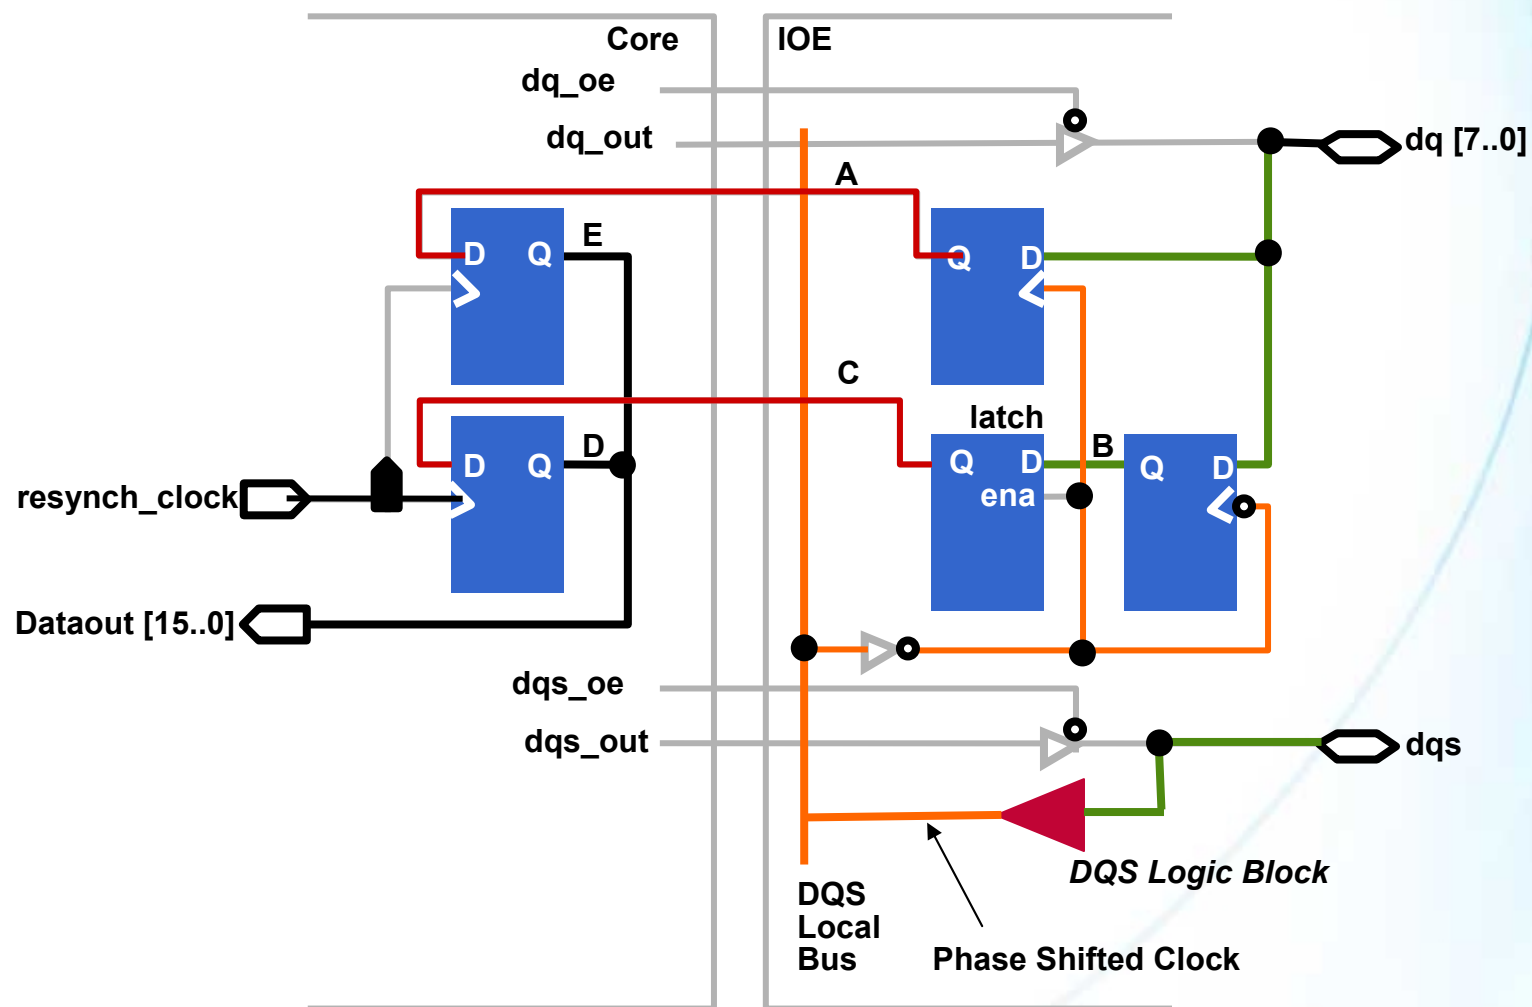 Core
IOE
dq_oe
dq_out
dq [7..0]
A
D
Q
E
Q
D
C
latch
D
Q
D
Q
D
B
Q
D
ena
resynch_clock
Dataout [15..0]
dqs_oe
dqs_out
dqs
DQS Logic Block
DQS
Local
Bus
Phase Shifted Clock